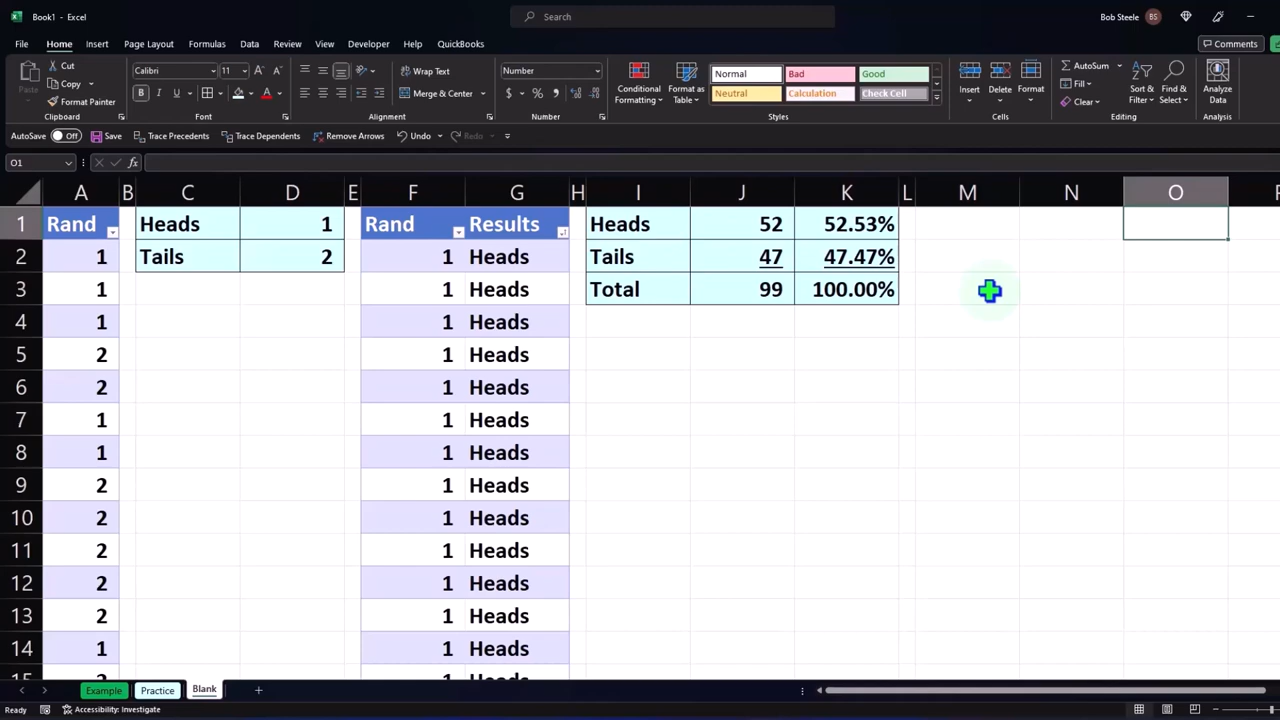 Book1 - Excel
Search
Bob Steele BS
File Home Insert Page Layout Formulas Data Review View Developer Help QuickBooks Comments
Paste Cut Copy Format Painter Clipboard
Calibri 11 B I U A Font
Wrap Text Merge & Center Alignment
Number $ % Number
Conditional Formatting Format as Table Normal Bad Good Neutral Calculation Check Cell Styles
Insert Delete Format Cells
AutoSum Fill Clear Sort & Filter Find & Select Editing
Analyze Data Analysis
AutoSave Off Save Trace Precedents Trace Dependents Remove Arrows Undo Redo
O1 fx
A B C D E F G H I J K L M N O
1 Rand Heads 1 Rand Results Heads 52 52.53%
2 1 Tails 2 1 Heads Tails 47 47.47%
3 1 1 Heads Total 99 100.00%
4 1 1 Heads
5 2 1 Heads
6 2 1 Heads
7 1 1 Heads
8 1 1 Heads
9 2 1 Heads
10 2 1 Heads
11 2 1 Heads
12 2 1 Heads
13 2 1 Heads
14 1 1 Heads
Example Practice Blank
Ready Accessibility: Investigate